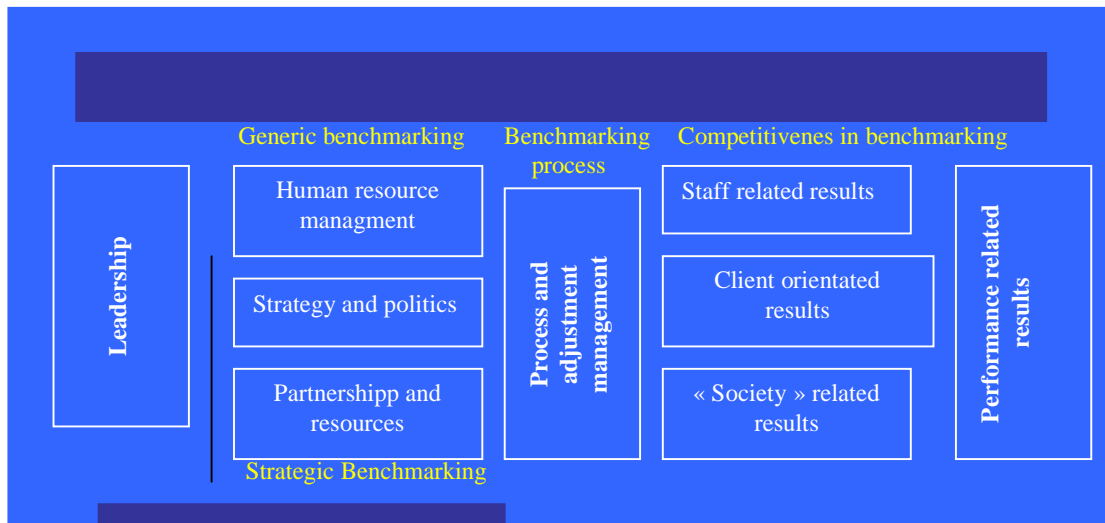 Generic benchmarking
Benchmarking
process
Competitivenes in benchmarking
Leadership
Human resource
managment
Strategy and politics
Partnershipp and
resources
Strategic Benchmarking
Process and
adjustment
management
Staff related results
Client orientated
results
« Society » related
results
Performance related
results